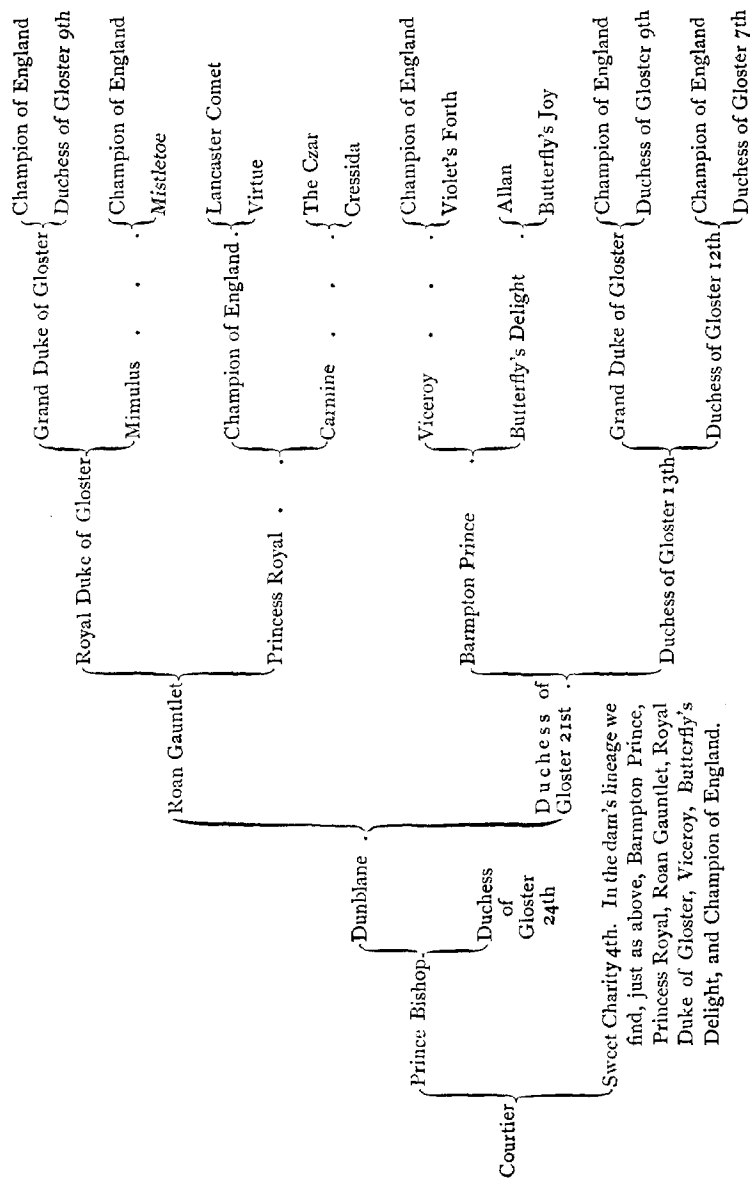 Courtier
Prince Bishop.
Sweet Charity 4th. In the dam's lineage we
find, just as above, Barmpton Prince,
Princess Royal, Roan Gauntlet, Royal
Duke of Gloster, Viceroy, Butterfly's
Delight, and Champion of England.
Dunblane .
Duchess
of
Gloster
24th
Roan Gauntlet
Duchess of
Gloster 21st .
Royal Duke of Gloster
Princess Royal . .
Barmpton Prince .
Duchess of Gloster 13th
Grand Duke of Gloster
Mimulus . . . .
Champion of England .
Carmine . . . .
Viceroy . . . .
Butterfly's Delight .
Grand Duke of Gloster
Duchess of Gloster 12th
Champion of England
Duchess of Gloster 9th
Champion of England
Mistletoe
Lancaster Comet
Virtue
The Czar
Cressida
Champion of England
Violet's Forth
Allan
Butterfly's Joy
Champion of England
Duchess of Gloster 9th
Champion of England
Duchess of Gloster 7th